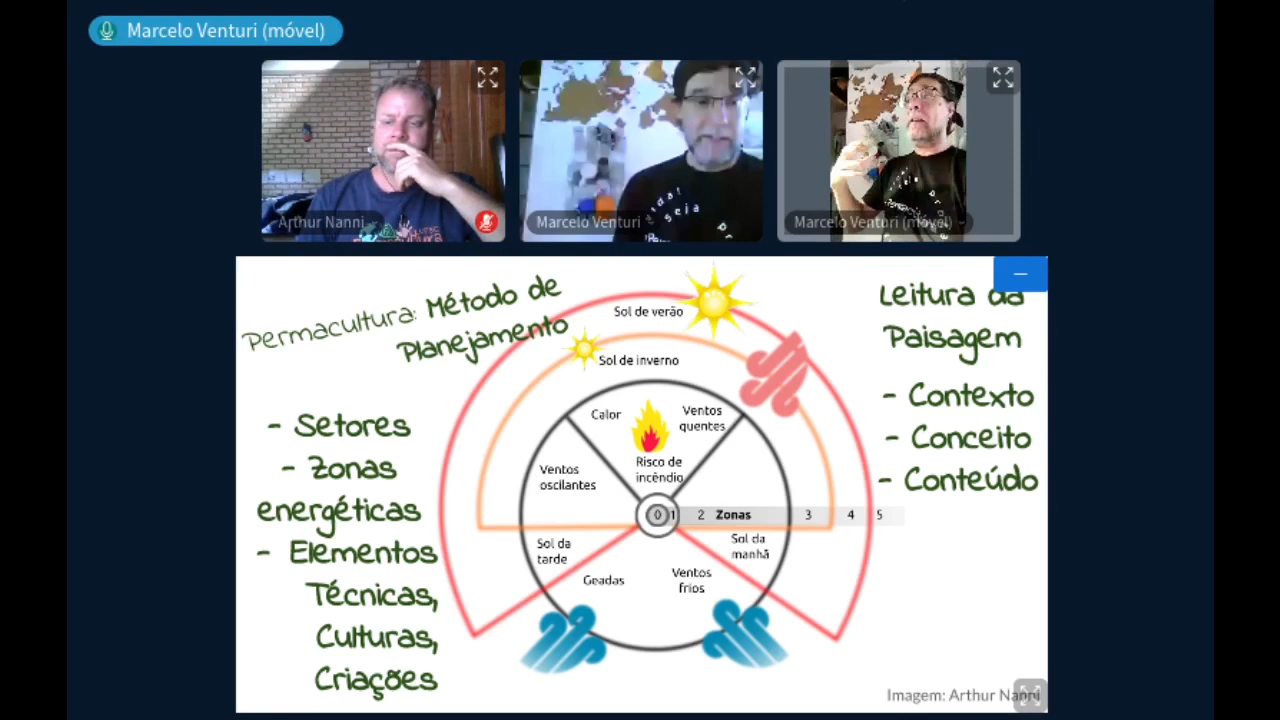 Marcelo Venturi (móvel)
Arthur Nanni
Marcelo Venturi
Marcelo Venturi (móvel)
Permacultura: Método de
Planejamento
- Setores
- Zonas
energéticas
- Elementos
Técnicas,
Culturas,
Criações
Sol de verão
Sol de inverno
Calor
Ventos
quentes
Risco de
incêndio
Ventos
oscilantes
0 1 2 Zonas 3 4 5
Sol da
tarde
Sol da
manhã
Geadas
Ventos
frios
Leitura da
Paisagem
- Contexto
- Conceito
- Conteúdo
Imagem: Arthur Nanni